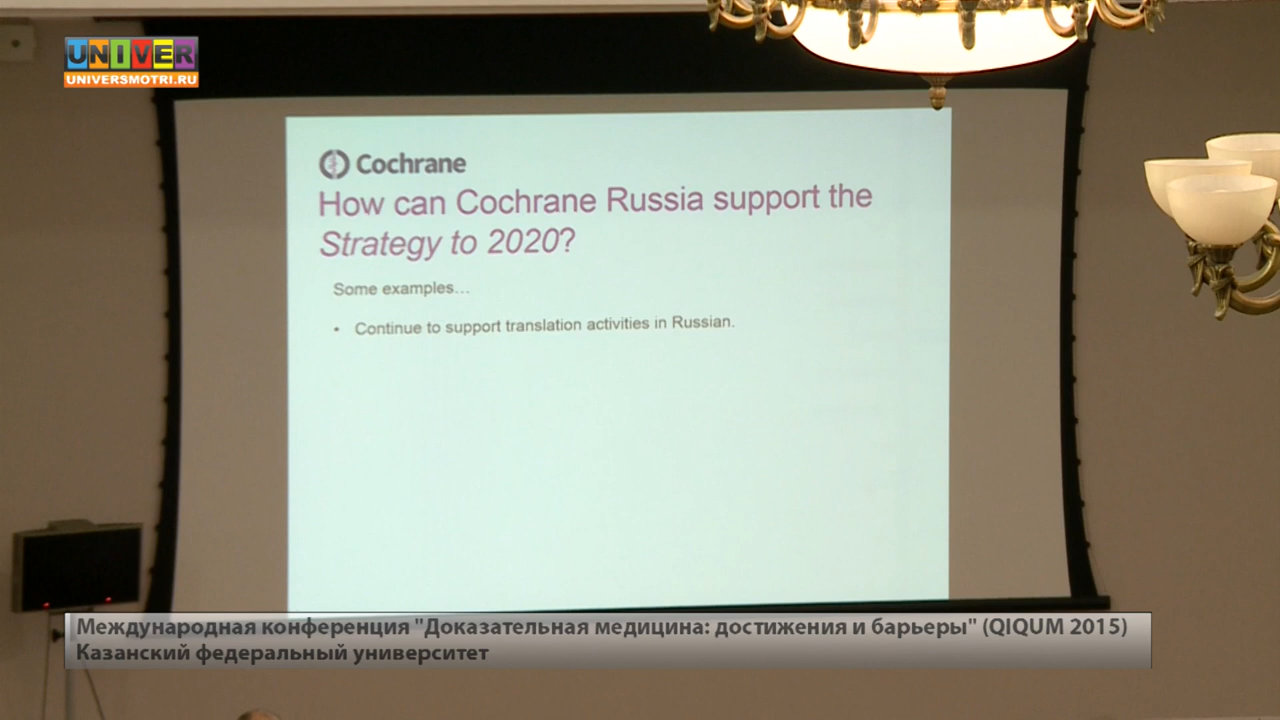 UNIVER
UNIVERSMOTRI.RU
Cochrane
How can Cochrane Russia support the
Strategy to 2020?
Some examples...
• Continue to support translation activities in Russian.
Международная конференция "Доказательная медицина: достижения и барьеры" (QIQUM 2015)
Казанский федеральный университет